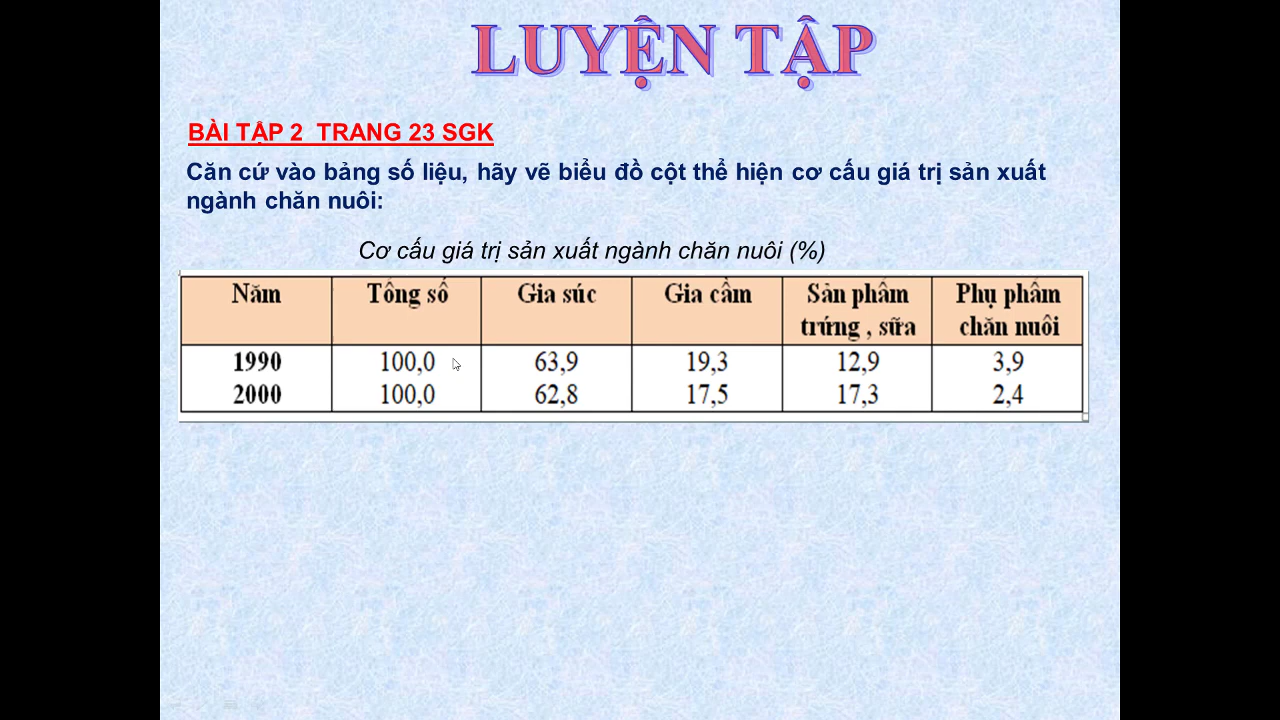 LUYỆN TẬP
BÀI TẬP 2 TRANG 23 SGK
Căn cứ vào bảng số liệu, hãy vẽ biểu đồ cột thể hiện cơ cấu giá trị sản xuất
ngành chăn nuôi:
Cơ cấu giá trị sản xuất ngành chăn nuôi (%)
Năm Tổng số Gia súc Gia cầm Sản phẩm Phụ phẩm
trứng , sữa chăn nuôi
1990 100,0 63,9 19,3 12,9 3,9
2000 100,0 62,8 17,5 17,3 2,4